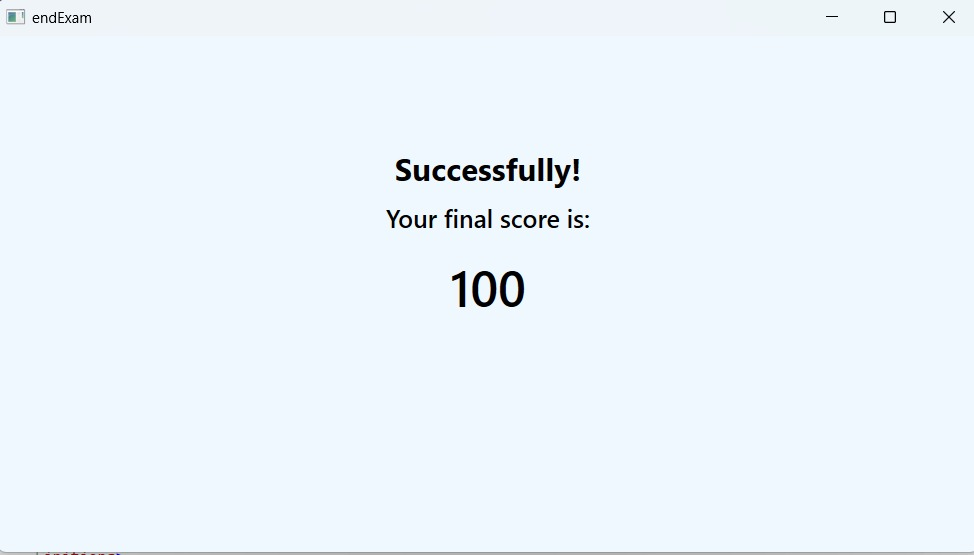 endExam
Successfully!
Your final score is:
100